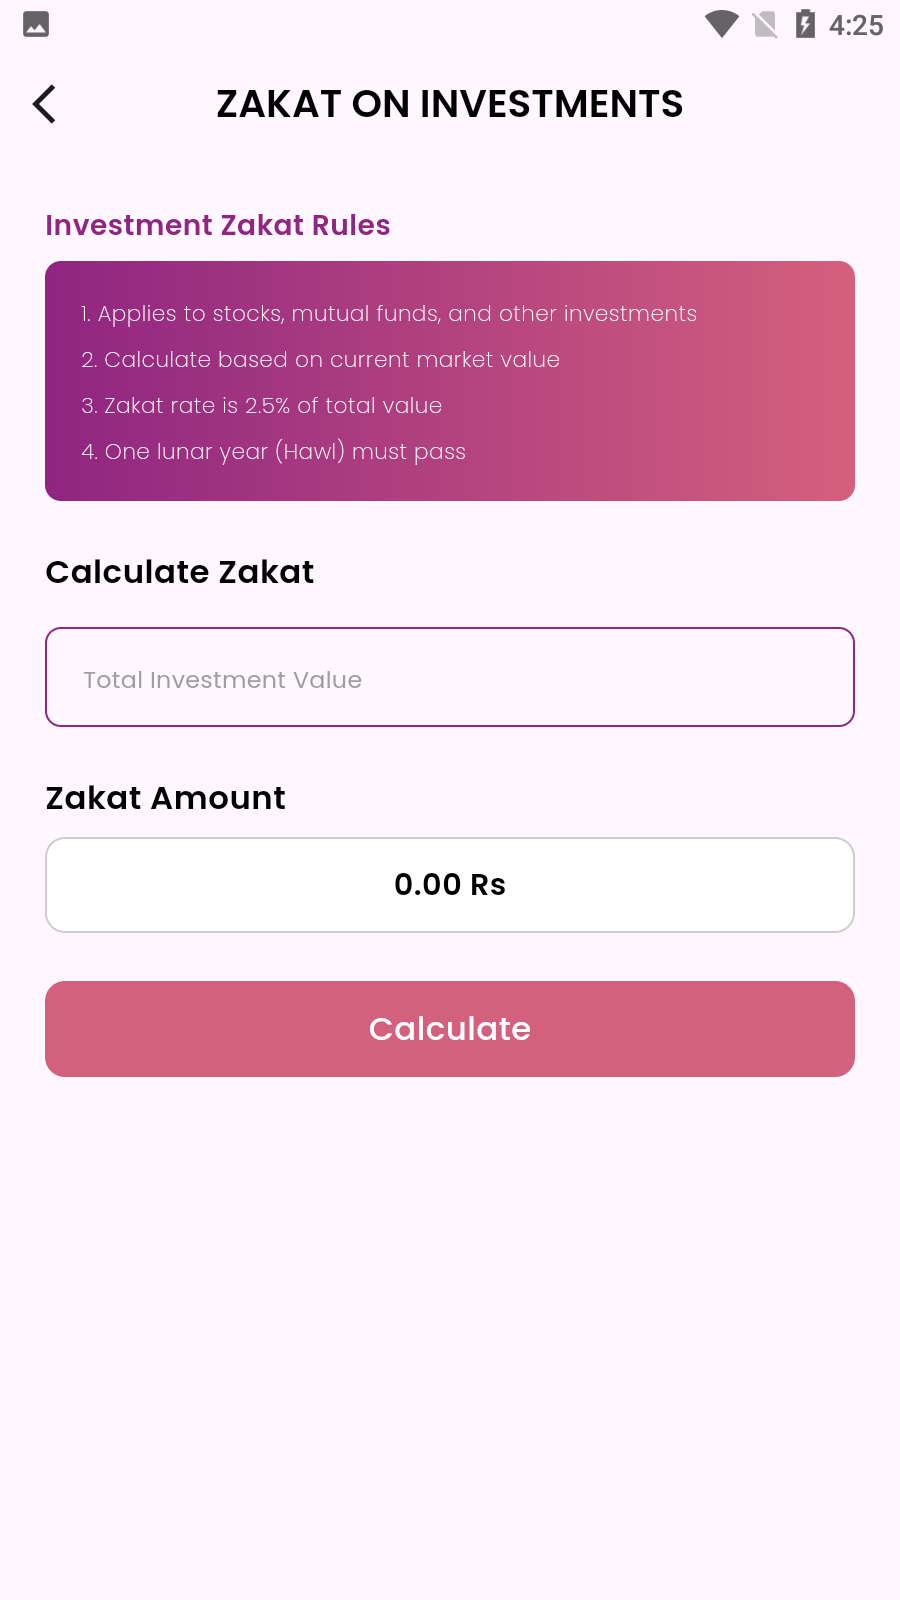 4:25
ZAKAT ON INVESTMENTS
Investment Zakat Rules
1. Applies to stocks, mutual funds, and other investments
2. Calculate based on current market value
3. Zakat rate is 2.5% of total value
4. One lunar year (Hawl) must pass
Calculate Zakat
Total Investment Value
Zakat Amount
0.00 Rs
Calculate